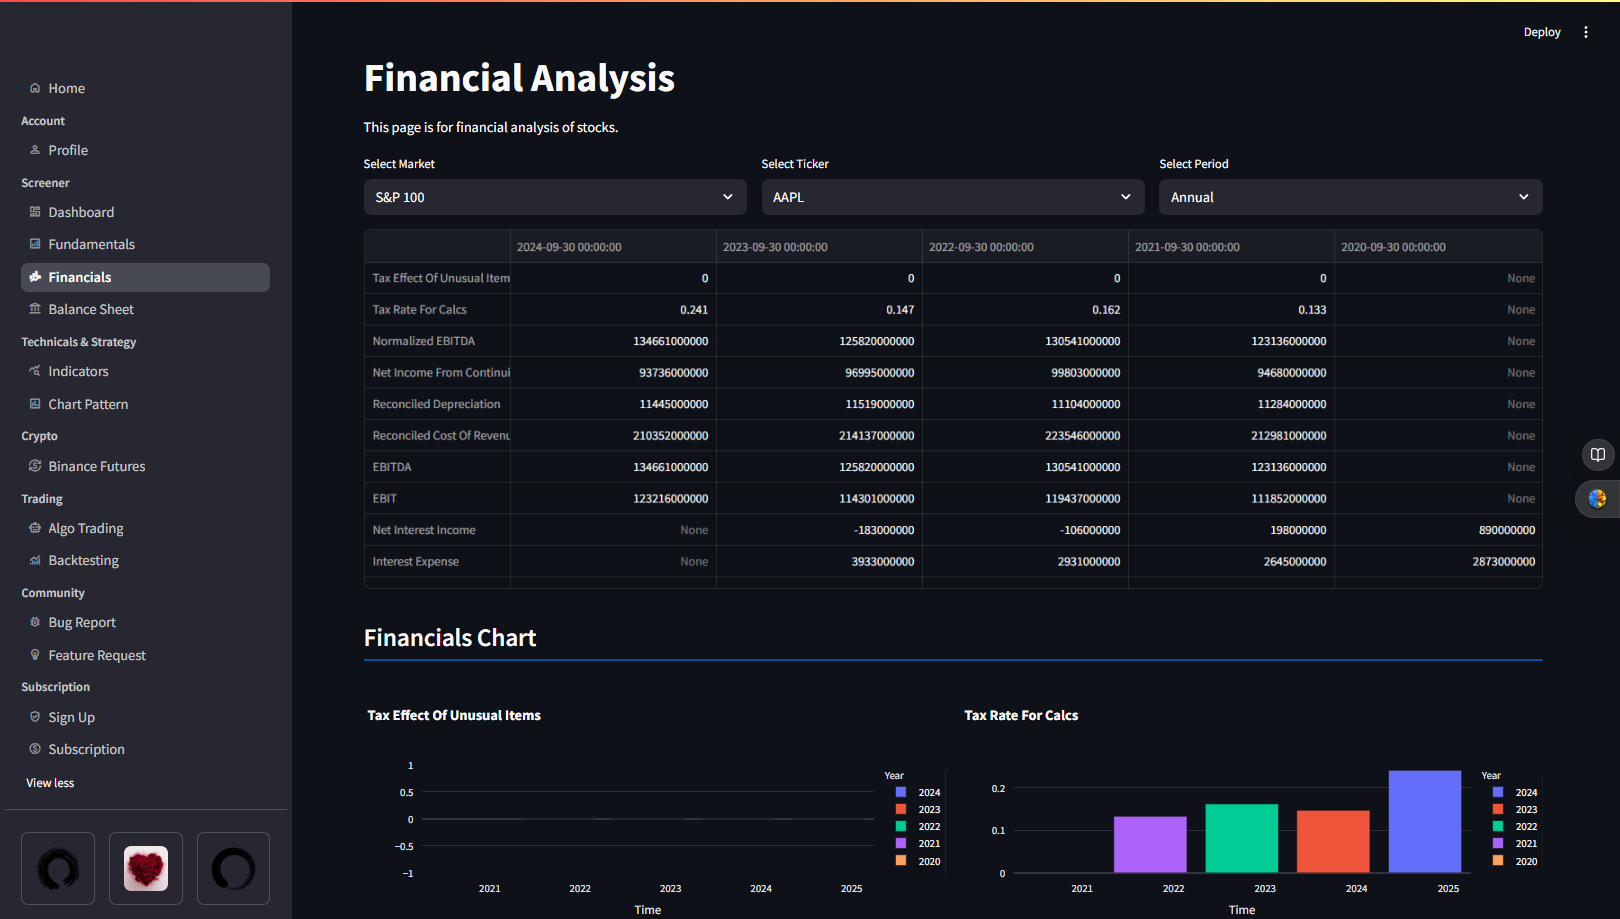 Deploy
Home
Account
Profile
Screener
Dashboard
Fundamentals
Financials
Balance Sheet
Technicals & Strategy
Indicators
Chart Pattern
Crypto
Binance Futures
Trading
Algo Trading
Backtesting
Community
Bug Report
Feature Request
Subscription
Sign Up
Subscription
View less
Financial Analysis
This page is for financial analysis of stocks.
Select Market Select Ticker Select Period
S&P 100 AAPL Annual
2024-09-30 00:00:00 2023-09-30 00:00:00 2022-09-30 00:00:00 2021-09-30 00:00:00 2020-09-30 00:00:00
Tax Effect Of Unusual Item 0 0 0 0 None
Tax Rate For Calcs 0.241 0.147 0.162 0.133 None
Normalized EBITDA 134661000000 125820000000 130541000000 123136000000 None
Net Income From Continui 93736000000 96995000000 99803000000 94680000000 None
Reconciled Depreciation 11445000000 11519000000 11104000000 11284000000 None
Reconciled Cost Of Revenu 210352000000 214137000000 223546000000 212981000000 None
EBITDA 134661000000 125820000000 130541000000 123136000000 None
EBIT 123216000000 114301000000 119437000000 111852000000 None
Net Interest Income None -183000000 -106000000 198000000 890000000
Interest Expense None 3933000000 2931000000 2645000000 2873000000
Financials Chart
Tax Effect Of Unusual Items
1
0.5
0
−0.5
−1
2021 2022 2023 2024 2025
Time
Year
2024
2023
2022
2021
2020
Tax Rate For Calcs
0.2
0.1
0
2021 2022 2023 2024 2025
Time
Year
2024
2023
2022
2021
2020